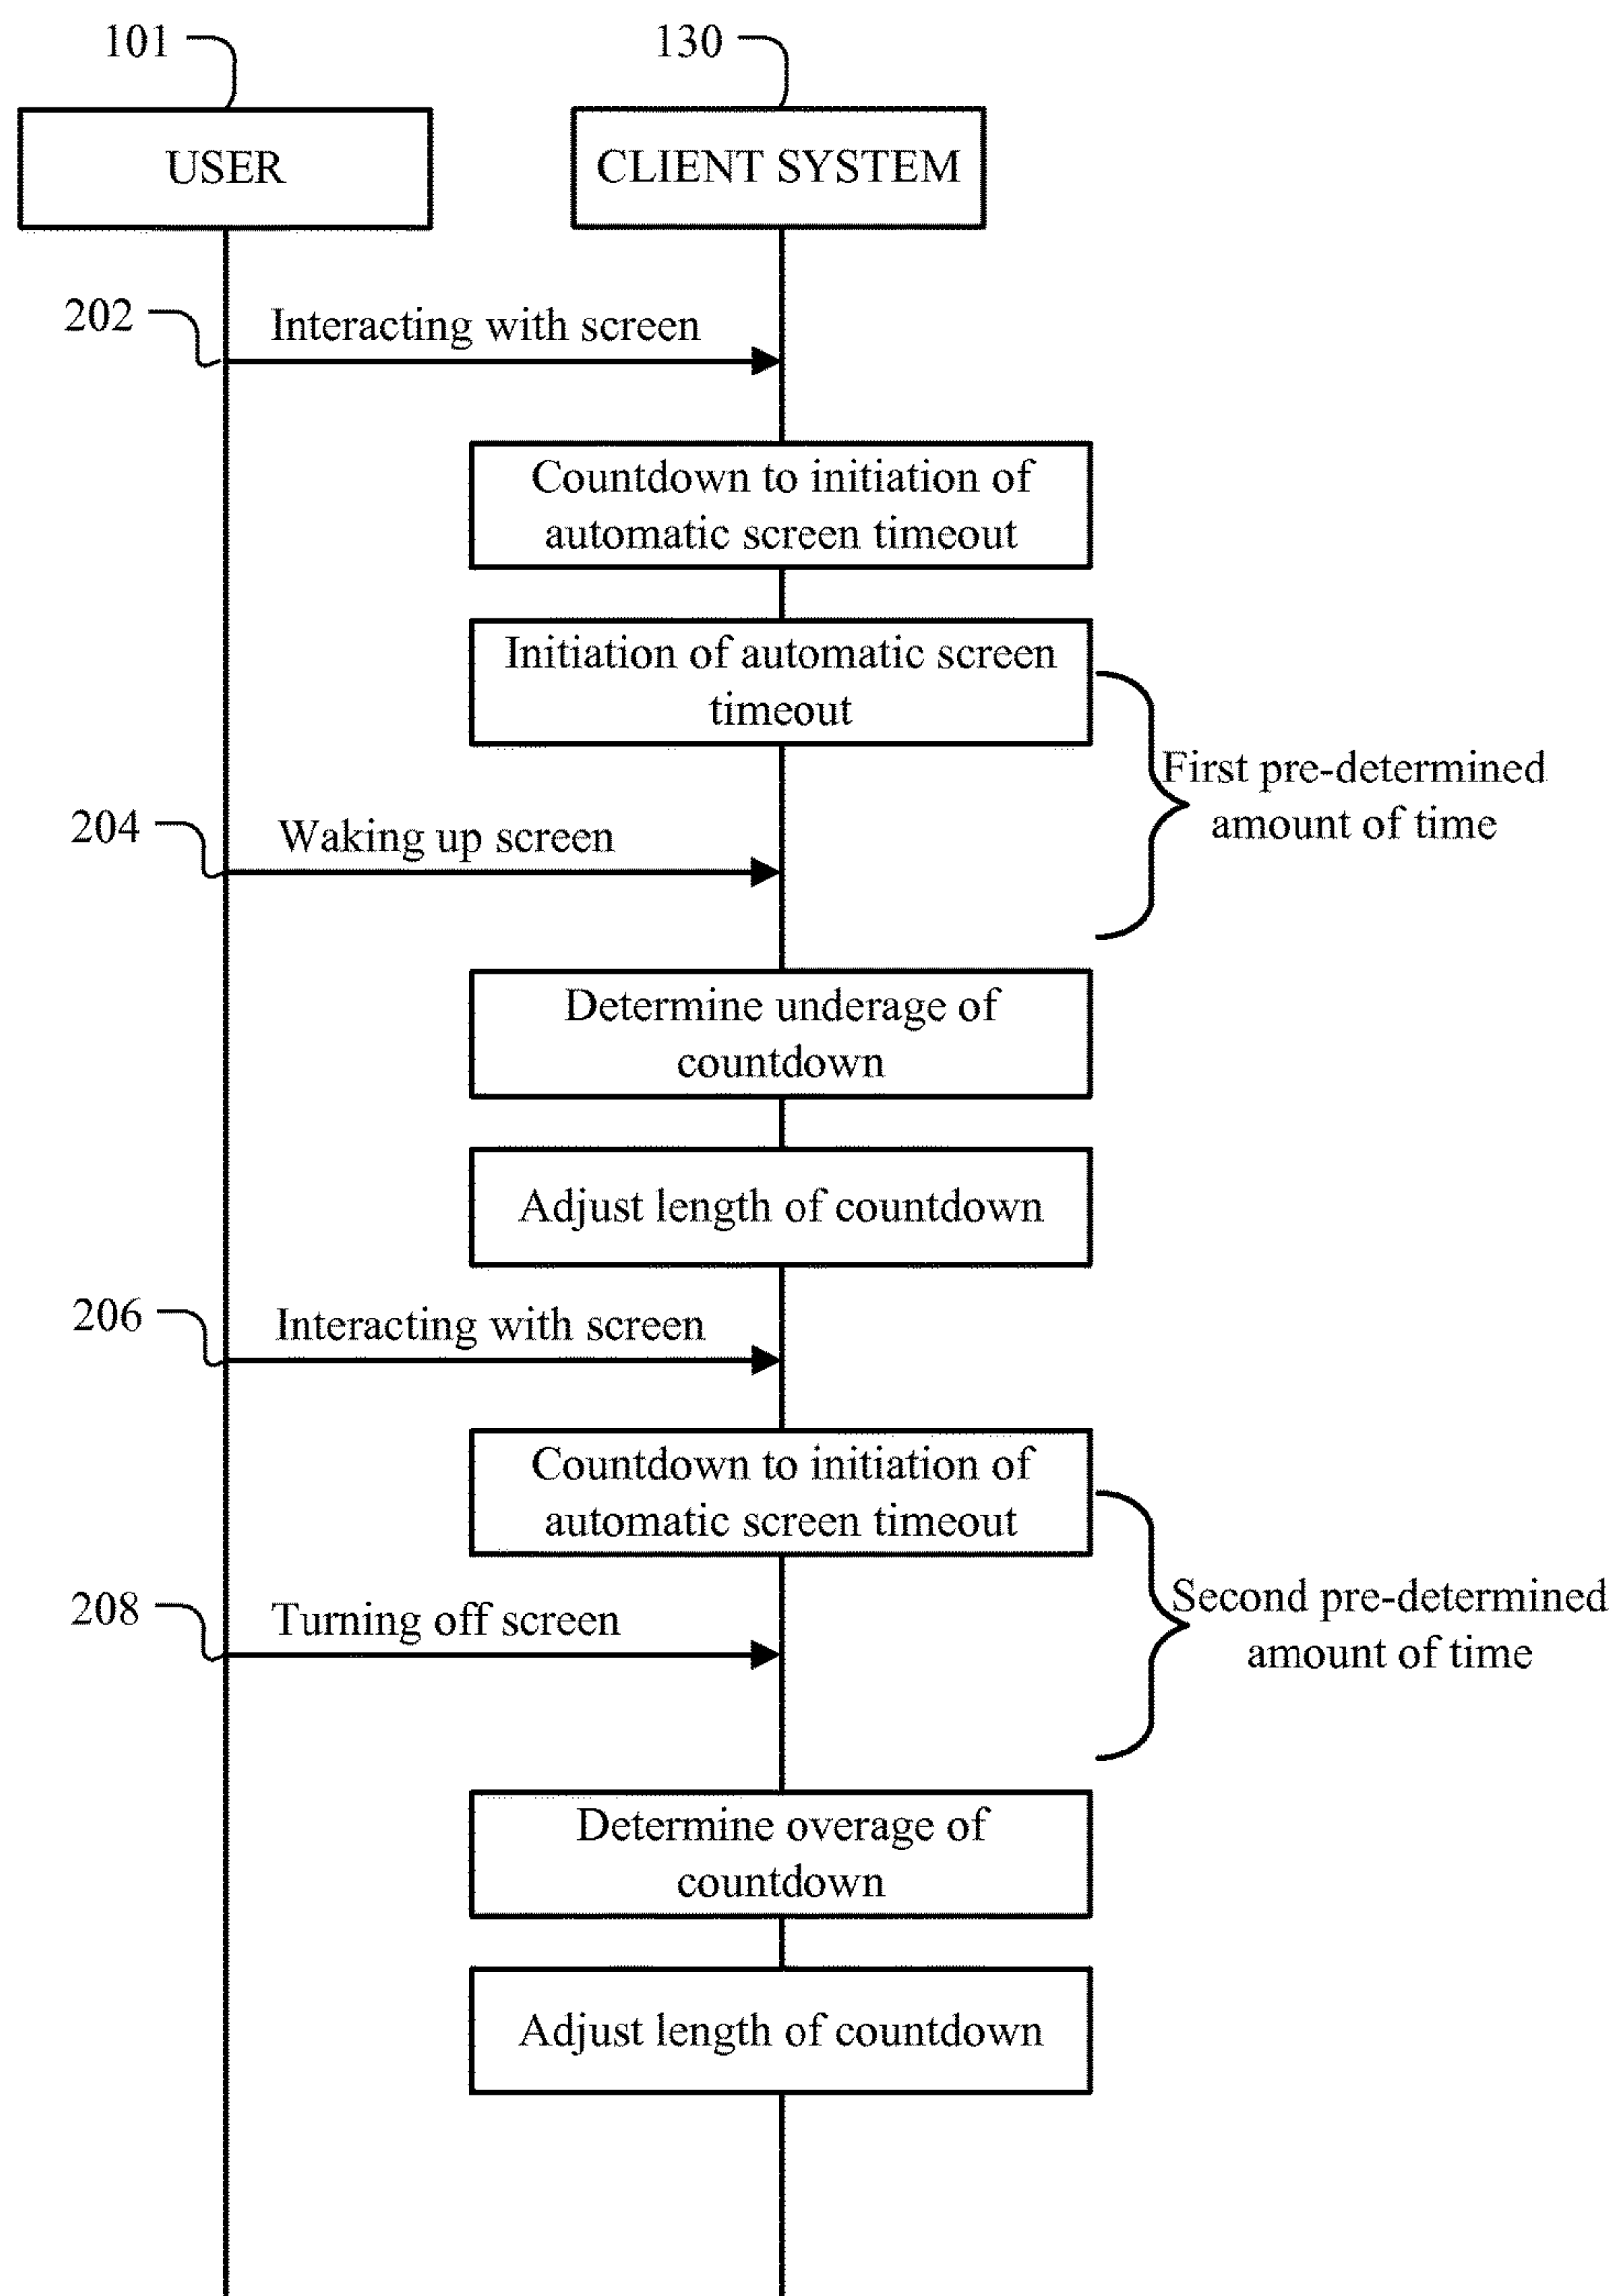 101
130
USER
CLIENT SYSTEM
202
Interacting with screen
Countdown to initiation of
automatic screen timeout
Initiation of automatic screen
timeout
First pre-determined
amount of time
204
Waking up screen
Determine underage of
countdown
Adjust length of countdown
206
Interacting with screen
Countdown to initiation of
automatic screen timeout
Second pre-determined
amount of time
208
Turning off screen
Determine overage of
countdown
Adjust length of countdown